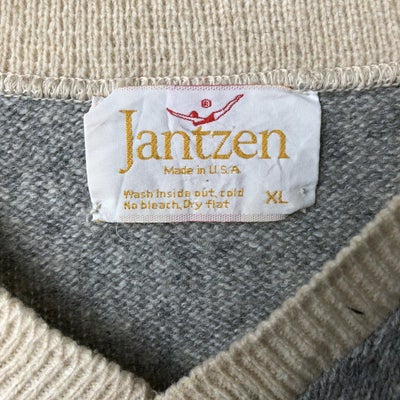 ®
Jantzen
Made in U.S.A.
Wash inside out, cold
No bleach, Dry flat
XL